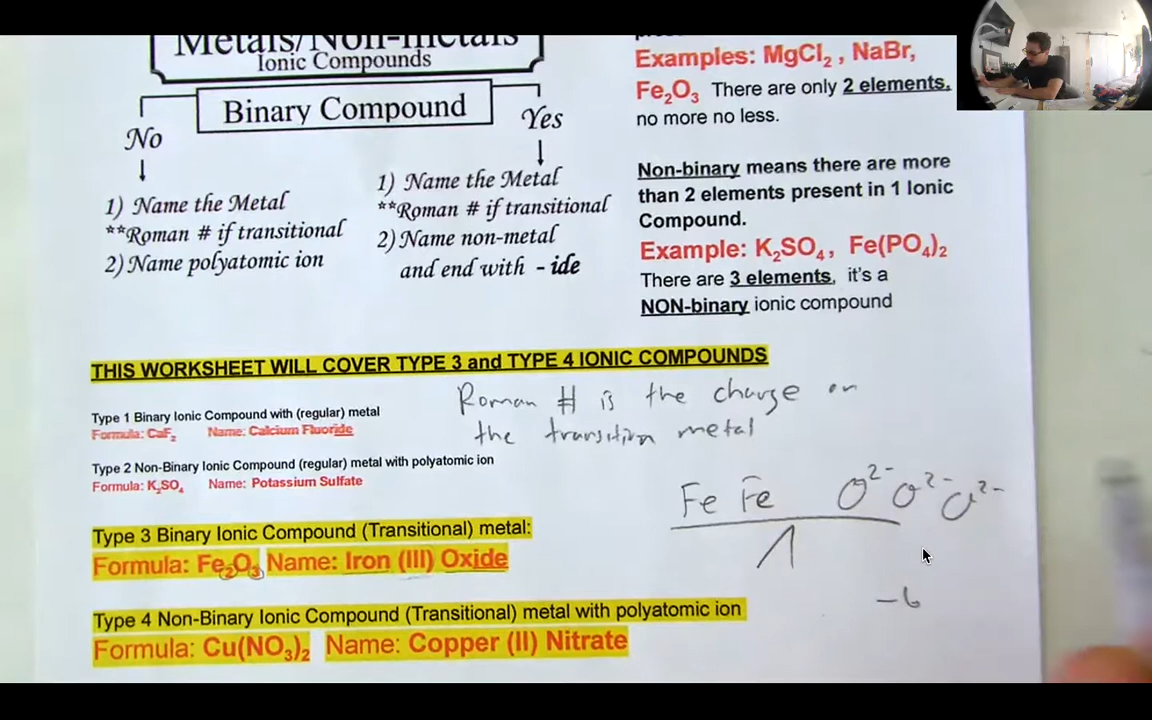 Metals/Non-metals
Ionic Compounds
Binary Compound
No
Yes
1) Name the Metal
**Roman # if transitional
2) Name polyatomic ion
1) Name the Metal
**Roman # if transitional
2) Name non-metal
and end with - ide
Examples: MgCl₂ , NaBr,
Fe₂O₃ There are only 2 elements,
no more no less.
Non-binary means there are more
than 2 elements present in 1 Ionic
Compound.
Example: K₂SO₄, Fe(PO₄)₂
There are 3 elements, it's a
NON-binary ionic compound
THIS WORKSHEET WILL COVER TYPE 3 and TYPE 4 IONIC COMPOUNDS
Roman # is the charge on
the transition metal
Type 1 Binary Ionic Compound with (regular) metal
Formula: CaF₂ Name: Calcium Fluoride
Type 2 Non-Binary Ionic Compound (regular) metal with polyatomic ion
Formula: K₂SO₄ Name: Potassium Sulfate
Fe Fe O²⁻ O²⁻ O²⁻
-6
Type 3 Binary Ionic Compound (Transitional) metal:
Formula: Fe₂O₃ Name: Iron (III) Oxide
Type 4 Non-Binary Ionic Compound (Transitional) metal with polyatomic ion
Formula: Cu(NO₃)₂ Name: Copper (II) Nitrate